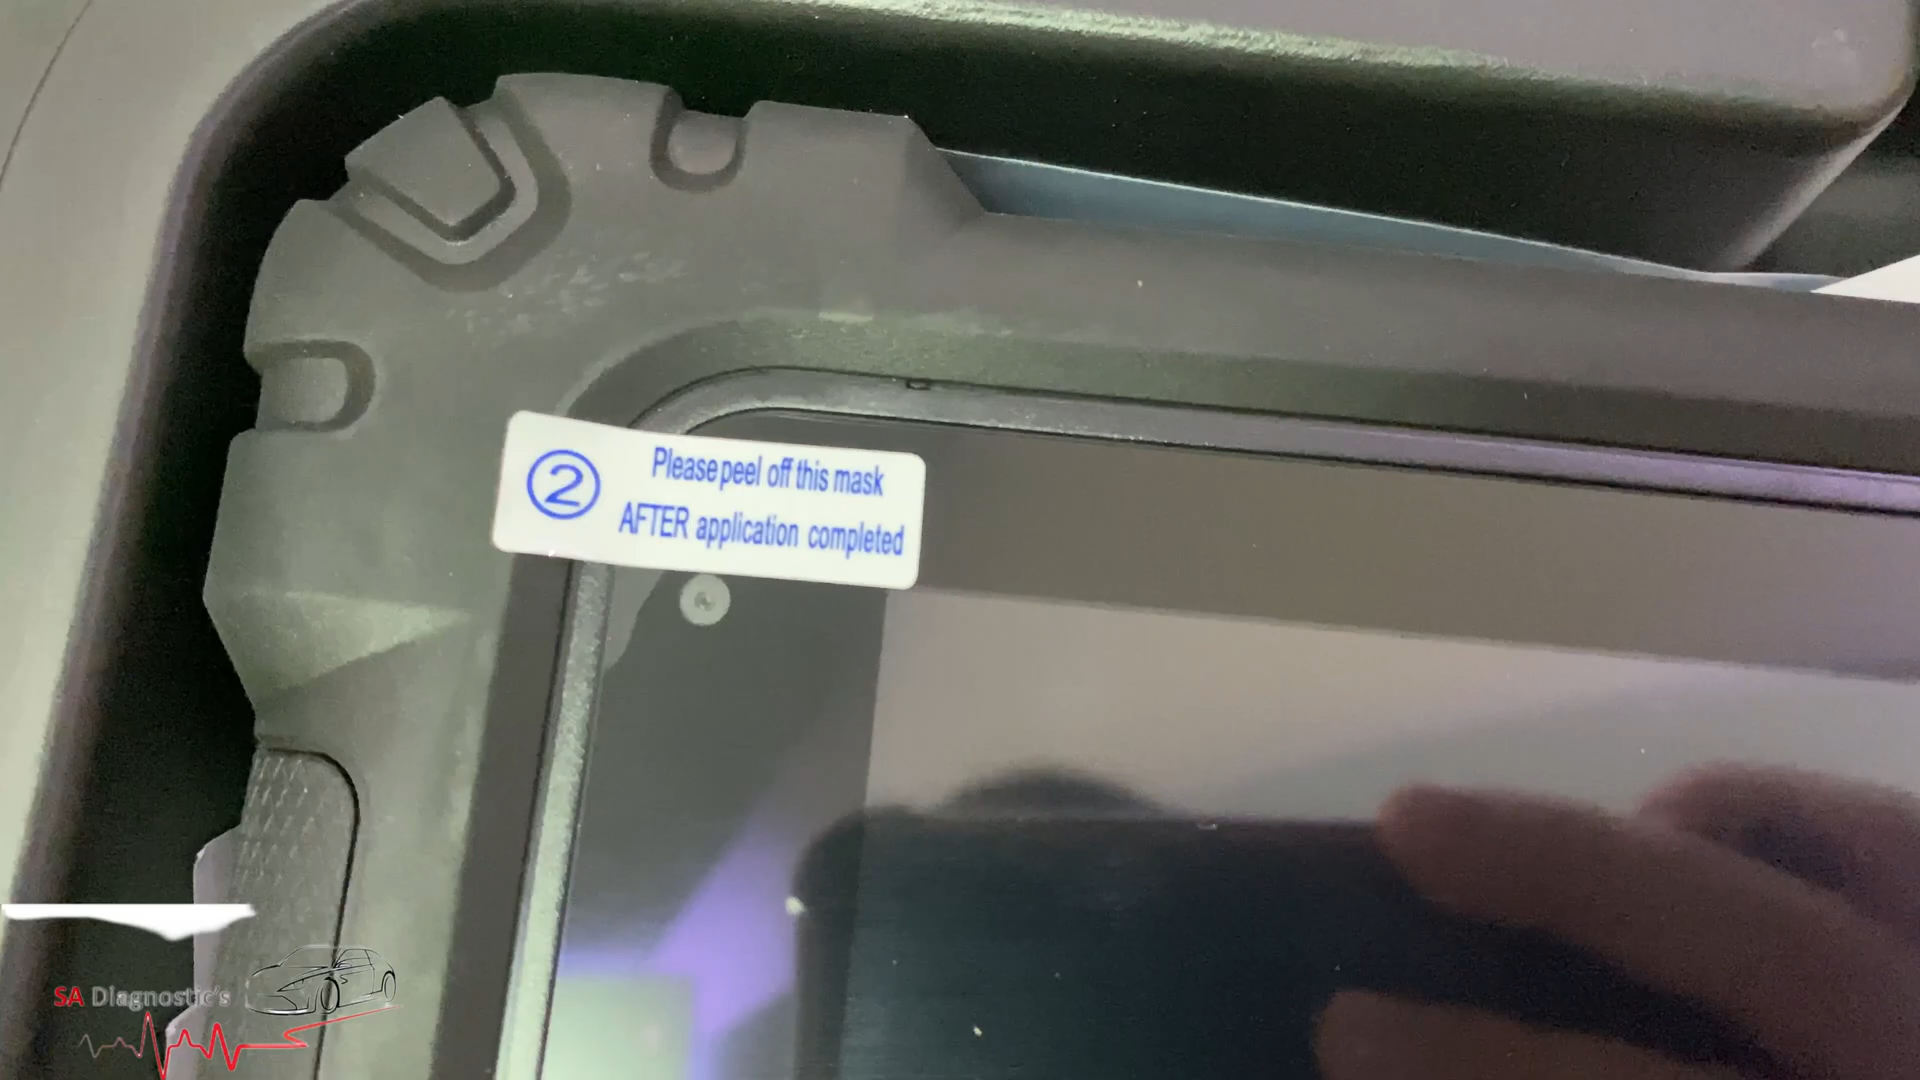 2
Please peel off this mask
AFTER application completed
SA Diagnostic's